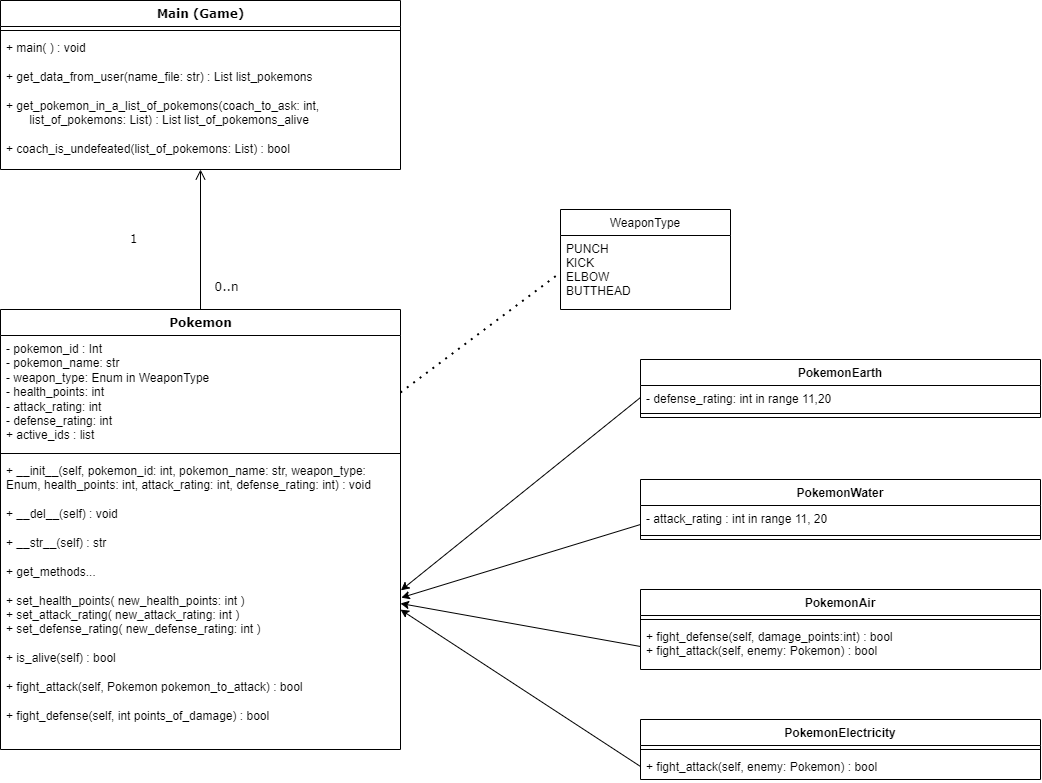 Main (Game)
+ main( ) : void
+ get_data_from_user(name_file: str) : List list_pokemons
+ get_pokemon_in_a_list_of_pokemons(coach_to_ask: int,
list_of_pokemons: List) : List list_of_pokemons_alive
+ coach_is_undefeated(list_of_pokemons: List) : bool
1
0..n
WeaponType
PUNCH
KICK
ELBOW
BUTTHEAD
Pokemon
- pokemon_id : Int
- pokemon_name: str
- weapon_type: Enum in WeaponType
- health_points: int
- attack_rating: int
- defense_rating: int
+ active_ids : list
+ __init__(self, pokemon_id: int, pokemon_name: str, weapon_type:
Enum, health_points: int, attack_rating: int, defense_rating: int) : void
+ __del__(self) : void
+ __str__(self) : str
+ get_methods...
+ set_health_points( new_health_points: int )
+ set_attack_rating( new_attack_rating: int )
+ set_defense_rating( new_defense_rating: int )
+ is_alive(self) : bool
+ fight_attack(self, Pokemon pokemon_to_attack) : bool
+ fight_defense(self, int points_of_damage) : bool
PokemonEarth
- defense_rating: int in range 11,20
PokemonWater
- attack_rating : int in range 11, 20
PokemonAir
+ fight_defense(self, damage_points:int) : bool
+ fight_attack(self, enemy: Pokemon) : bool
PokemonElectricity
+ fight_attack(self, enemy: Pokemon) : bool